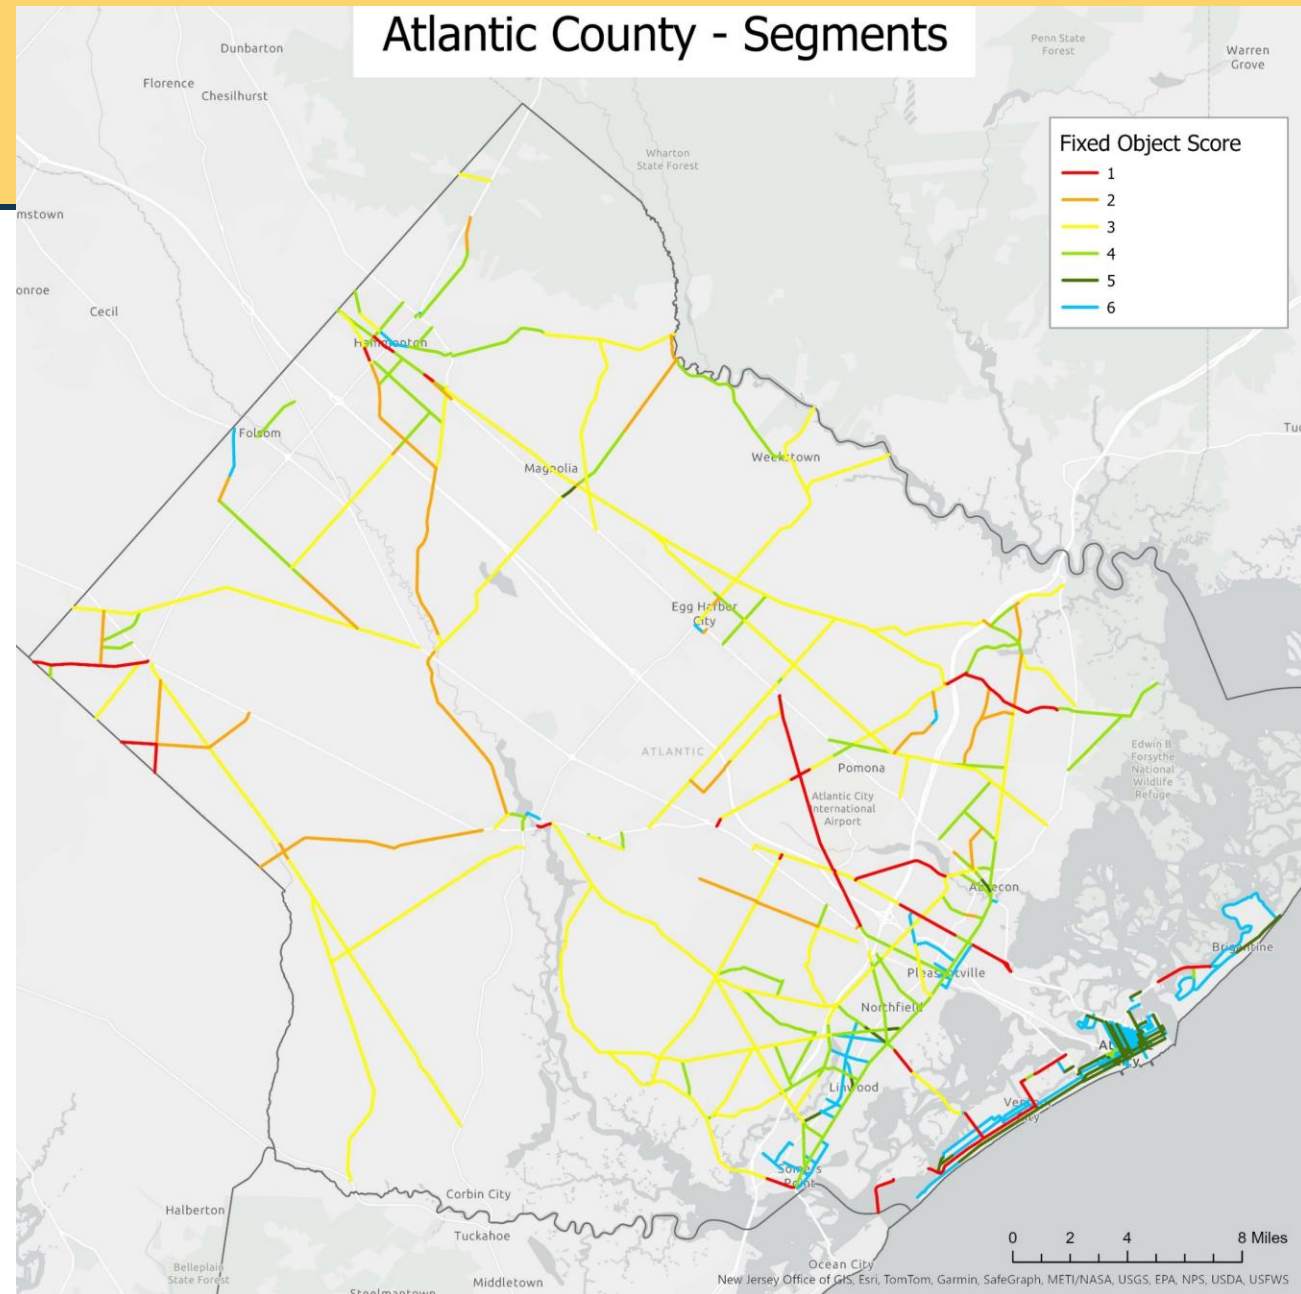 Atlantic County - Segments
Dunbarton
Florence
Chesilhurst
Penn State
Forest
Warren
Grove
Wharton
State Forest
Fixed Object Score
1
2
3
4
5
6
mstown
onroe
Cecil
Hammonton
Folsom
Tu
Magnolia
Weekstown
Egg Harbor
City
ATLANTIC
Pomona
Edwin B
Forsythe
National
Wildlife
Refuge
Atlantic City
International
Airport
Absecon
Brigantine
Pleasantville
Northfield
Linwood
Somers
Point
Corbin City
Halberton
Tuckahoe
Belleplain
State Forest
Middletown
Steelmantown
Ocean City
0 2 4 8 Miles
New Jersey Office of GIS, Esri, TomTom, Garmin, SafeGraph, METI/NASA, USGS, EPA, NPS, USDA, USFWS